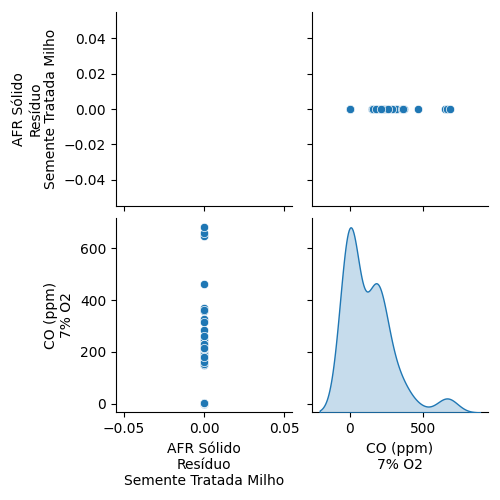 0.04
0.02
0.00
−0.02
−0.04
AFR Sólido
Resíduo
Semente Tratada Milho
600
400
200
0
CO (ppm)
7% O2
−0.05 0.00 0.05
AFR Sólido
Resíduo
Semente Tratada Milho
0 500
CO (ppm)
7% O2